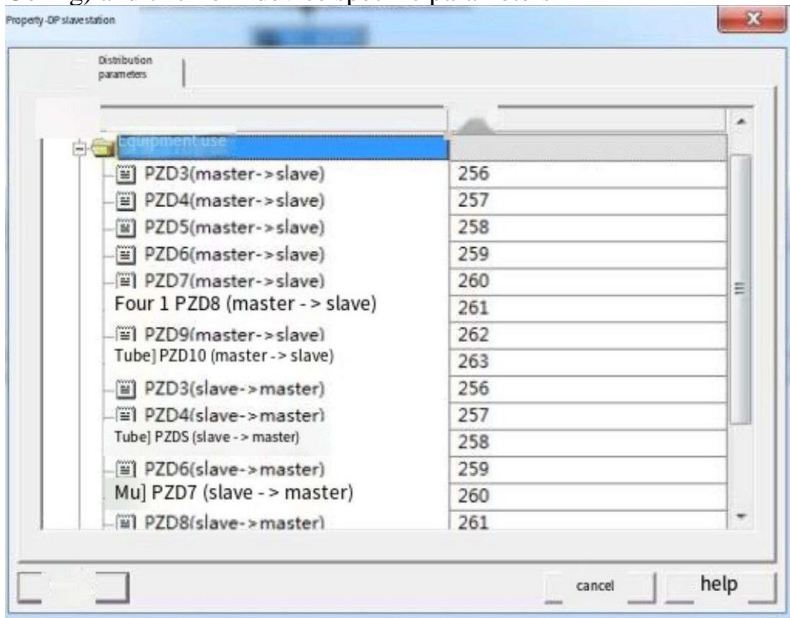 Property-DP slave station
Distribution
parameters
Equipment use
PZD3(master->slave) 256
PZD4(master->slave) 257
PZD5(master->slave) 258
PZD6(master->slave) 259
PZD7(master->slave) 260
Four 1 PZD8 (master - > slave) 261
PZD9(master->slave) 262
Tube] PZD10 (master - > slave) 263
PZD3(slave->master) 256
PZD4(slave->master) 257
Tube] PZDS (slave - > master) 258
PZD6(slave->master) 259
Mu] PZD7 (slave - > master) 260
PZD8(slave->master) 261
cancel
help